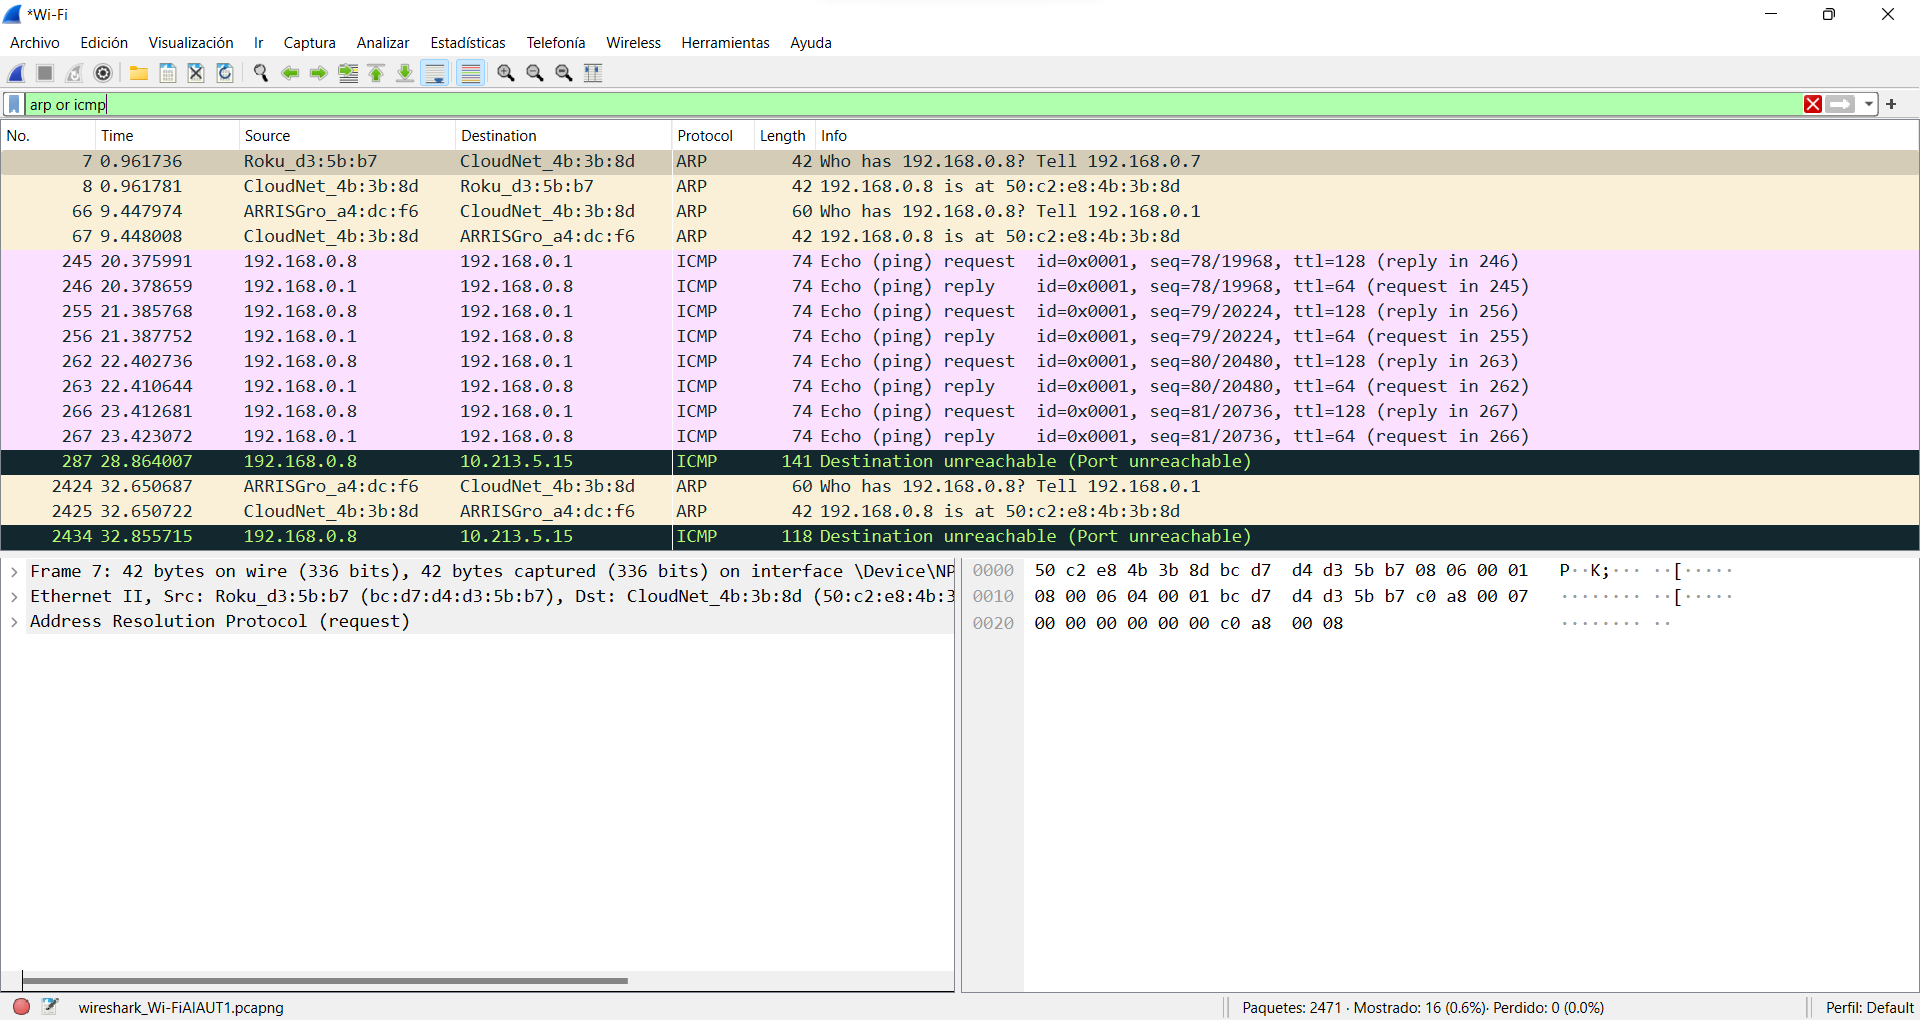 *Wi-Fi
Archivo Edición Visualización Ir Captura Analizar Estadísticas Telefonía Wireless Herramientas Ayuda
arp or icmp
No. Time Source Destination Protocol Length Info
7 0.961736 Roku_d3:5b:b7 CloudNet_4b:3b:8d ARP 42 Who has 192.168.0.8? Tell 192.168.0.7
8 0.961781 CloudNet_4b:3b:8d Roku_d3:5b:b7 ARP 42 192.168.0.8 is at 50:c2:e8:4b:3b:8d
66 9.447974 ARRISGro_a4:dc:f6 CloudNet_4b:3b:8d ARP 60 Who has 192.168.0.8? Tell 192.168.0.1
67 9.448008 CloudNet_4b:3b:8d ARRISGro_a4:dc:f6 ARP 42 192.168.0.8 is at 50:c2:e8:4b:3b:8d
245 20.375991 192.168.0.8 192.168.0.1 ICMP 74 Echo (ping) request id=0x0001, seq=78/19968, ttl=128 (reply in 246)
246 20.378659 192.168.0.1 192.168.0.8 ICMP 74 Echo (ping) reply id=0x0001, seq=78/19968, ttl=64 (request in 245)
255 21.385768 192.168.0.8 192.168.0.1 ICMP 74 Echo (ping) request id=0x0001, seq=79/20224, ttl=128 (reply in 256)
256 21.387752 192.168.0.1 192.168.0.8 ICMP 74 Echo (ping) reply id=0x0001, seq=79/20224, ttl=64 (request in 255)
262 22.402736 192.168.0.8 192.168.0.1 ICMP 74 Echo (ping) request id=0x0001, seq=80/20480, ttl=128 (reply in 263)
263 22.410644 192.168.0.1 192.168.0.8 ICMP 74 Echo (ping) reply id=0x0001, seq=80/20480, ttl=64 (request in 262)
266 23.412681 192.168.0.8 192.168.0.1 ICMP 74 Echo (ping) request id=0x0001, seq=81/20736, ttl=128 (reply in 267)
267 23.423072 192.168.0.1 192.168.0.8 ICMP 74 Echo (ping) reply id=0x0001, seq=81/20736, ttl=64 (request in 266)
287 28.864007 192.168.0.8 10.213.5.15 ICMP 141 Destination unreachable (Port unreachable)
2424 32.650687 ARRISGro_a4:dc:f6 CloudNet_4b:3b:8d ARP 60 Who has 192.168.0.8? Tell 192.168.0.1
2425 32.650722 CloudNet_4b:3b:8d ARRISGro_a4:dc:f6 ARP 42 192.168.0.8 is at 50:c2:e8:4b:3b:8d
2434 32.855715 192.168.0.8 10.213.5.15 ICMP 118 Destination unreachable (Port unreachable)
Frame 7: 42 bytes on wire (336 bits), 42 bytes captured (336 bits) on interface \Device\NP
Ethernet II, Src: Roku_d3:5b:b7 (bc:d7:d4:d3:5b:b7), Dst: CloudNet_4b:3b:8d (50:c2:e8:4b:3
Address Resolution Protocol (request)
0000 50 c2 e8 4b 3b 8d bc d7 d4 d3 5b b7 08 06 00 01 P··K;··· ··[·····
0010 08 00 06 04 00 01 bc d7 d4 d3 5b b7 c0 a8 00 07 ········ ··[·····
0020 00 00 00 00 00 00 c0 a8 00 08 ········ ··
wireshark_Wi-FiAIAUT1.pcapng
Paquetes: 2471 · Mostrado: 16 (0.6%)· Perdido: 0 (0.0%)
Perfil: Default